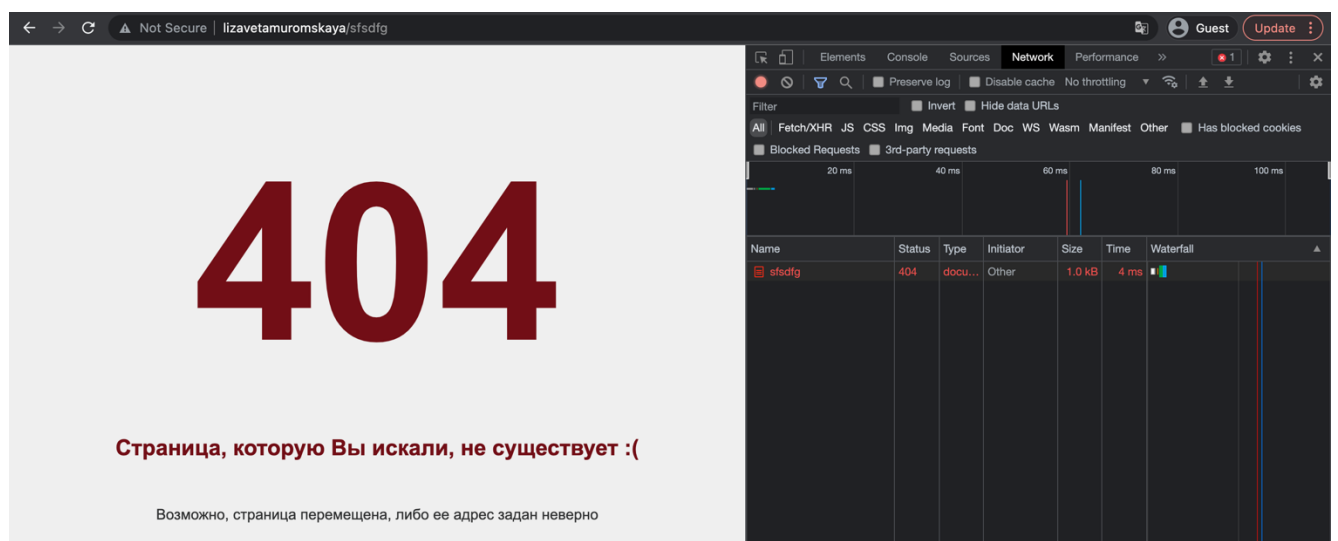 Not Secure | lizavetamuromskaya/sfsdfg Guest Update
Elements Console Sources Network Performance » 1
Preserve log Disable cache No throttling
Filter Invert Hide data URLs
All Fetch/XHR JS CSS Img Media Font Doc WS Wasm Manifest Other Has blocked cookies
Blocked Requests 3rd-party requests
20 ms 40 ms 60 ms 80 ms 100 ms
Name Status Type Initiator Size Time Waterfall
sfsdfg 404 docu... Other 1.0 kB 4 ms
404
Страница, которую Вы искали, не существует :(
Возможно, страница перемещена, либо ее адрес задан неверно